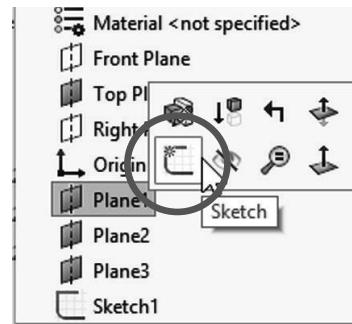 Material <not specified>
Front Plane
Top Pl
Right
Origin
Plane1
Sketch
Plane2
Plane3
Sketch1